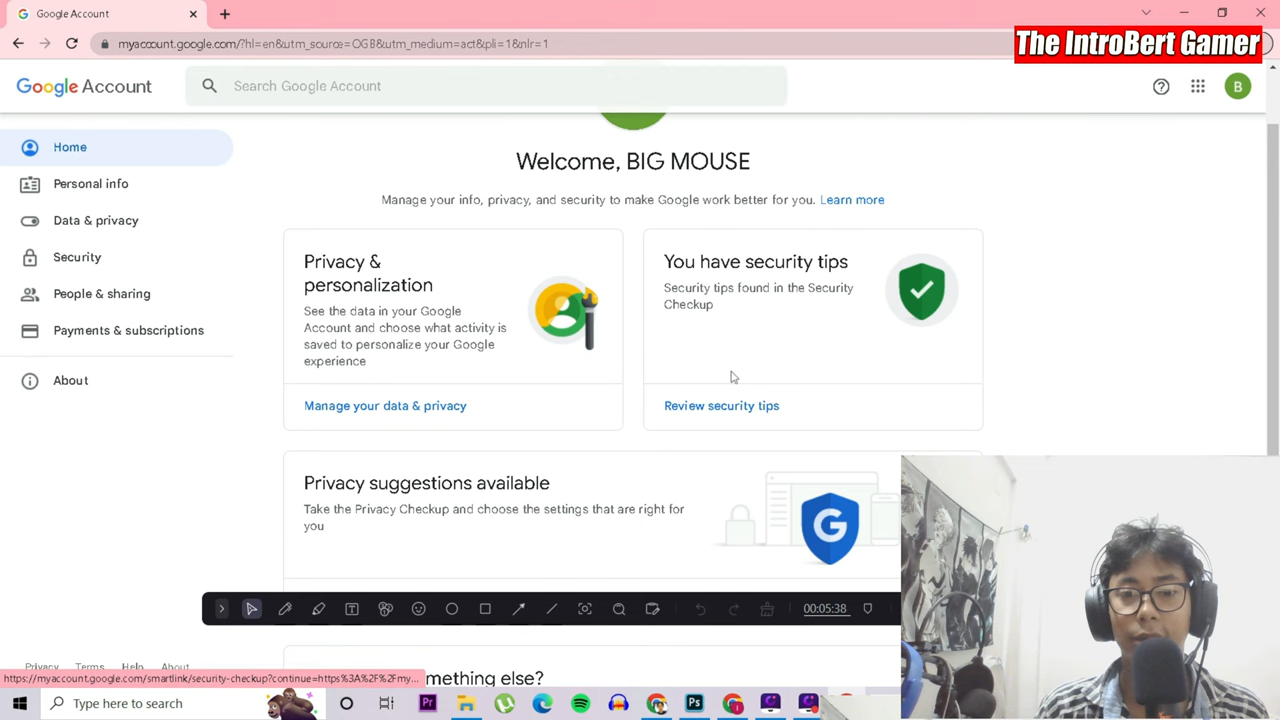 Google Account
myaccount.google.com/?hl=en&utm_source=OGB&utm_medium=act&pli=1&nlr=1
The IntroBert Gamer
Google Account
Search Google Account
B
Home
Personal info
Data & privacy
Security
People & sharing
Payments & subscriptions
About
Welcome, BIG MOUSE
Manage your info, privacy, and security to make Google work better for you. Learn more
Privacy &
personalization
See the data in your Google
Account and choose what activity is
saved to personalize your Google
experience
Manage your data & privacy
You have security tips
Security tips found in the Security
Checkup
Review security tips
Privacy suggestions available
Take the Privacy Checkup and choose the settings that are right for
you
G
00:05:38
Privacy Terms Help About
https://myaccount.google.com/smartlink/security-checkup?continue=https%3A%2F%2Fmy...
mething else?
Type here to search
Pr
Ps